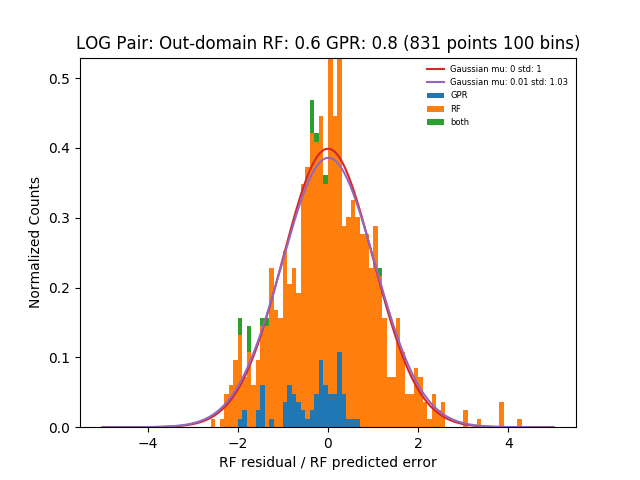 LOG Pair: Out-domain RF: 0.6 GPR: 0.8 (831 points 100 bins)
Gaussian mu: 0 std: 1
Gaussian mu: 0.01 std: 1.03
GPR
RF
both
Normalized Counts
0.5
0.4
0.3
0.2
0.1
0.0
−4 −2 0 2 4
RF residual / RF predicted error